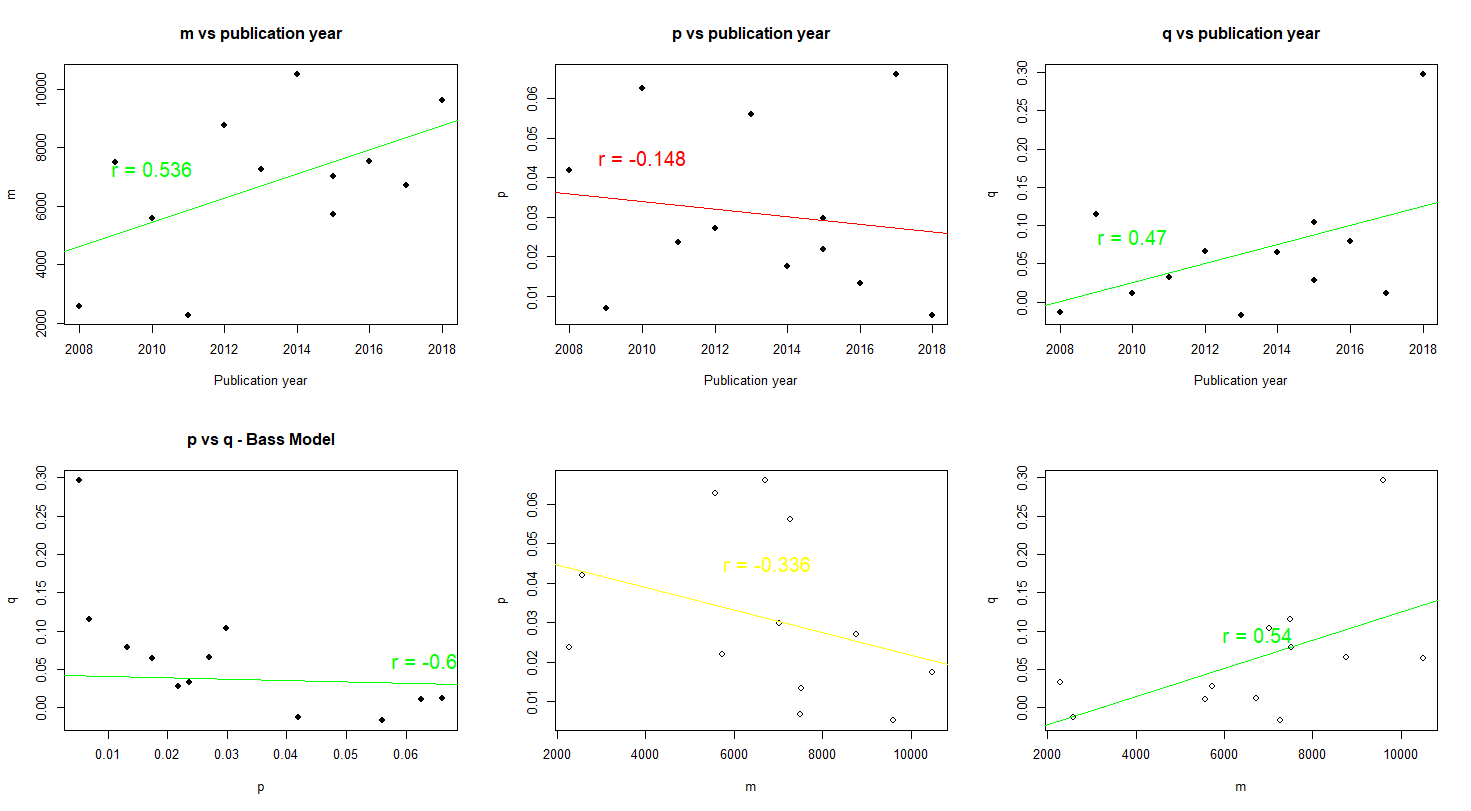 m vs publication year
10000
8000
6000
4000
2000
m
r = 0.536
2008 2010 2012 2014 2016 2018
Publication year
p vs publication year
0.06
0.05
0.04
0.03
0.02
0.01
p
r = -0.148
2008 2010 2012 2014 2016 2018
Publication year
q vs publication year
0.30
0.25
0.20
0.15
0.10
0.05
0.00
q
r = 0.47
2008 2010 2012 2014 2016 2018
Publication year
p vs q - Bass Model
0.30
0.25
0.20
0.15
0.10
0.05
0.00
q
r = -0.6
0.01 0.02 0.03 0.04 0.05 0.06
p
0.06
0.05
0.04
0.03
0.02
0.01
p
r = -0.336
2000 4000 6000 8000 10000
m
0.30
0.25
0.20
0.15
0.10
0.05
0.00
q
r = 0.54
2000 4000 6000 8000 10000
m